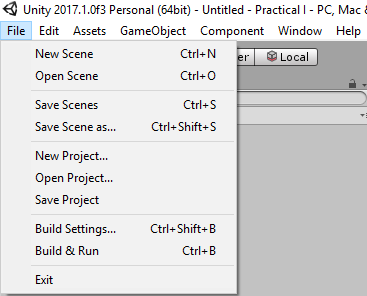 Unity 2017.1.0f3 Personal (64bit) - Untitled - Practical I - PC, Mac &
File Edit Assets GameObject Component Window Help
Local
New Scene Ctrl+N
Open Scene Ctrl+O
Save Scenes Ctrl+S
Save Scene as... Ctrl+Shift+S
New Project...
Open Project...
Save Project
Build Settings... Ctrl+Shift+B
Build & Run Ctrl+B
Exit